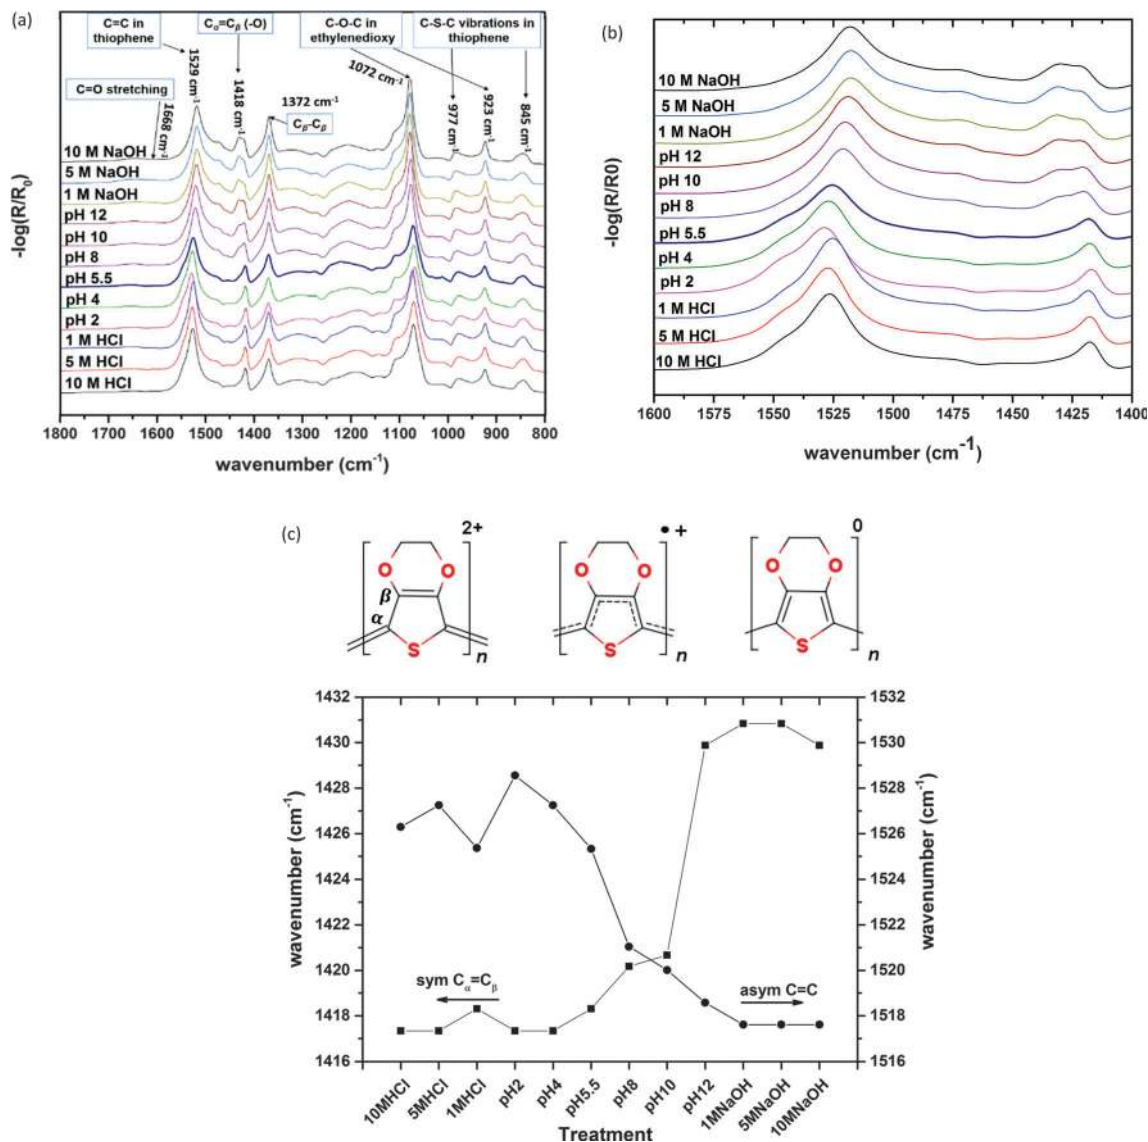 (a)
C=C in
thiophene
Cα=Cβ (-O)
C-O-C in
ethylenedioxy
C-S-C vibrations in
thiophene
C=O stretching
1668 cm⁻¹
1529 cm⁻¹
1418 cm⁻¹
1372 cm⁻¹
Cβ-Cβ
1072 cm⁻¹
977 cm⁻¹
923 cm⁻¹
845 cm⁻¹
10 M NaOH
5 M NaOH
1 M NaOH
pH 12
pH 10
pH 8
pH 5.5
pH 4
pH 2
1 M HCl
5 M HCl
10 M HCl
-log(R/R₀)
1800 1700 1600 1500 1400 1300 1200 1100 1000 900 800
wavenumber (cm⁻¹)
(b)
10 M NaOH
5 M NaOH
1 M NaOH
pH 12
pH 10
pH 8
pH 5.5
pH 4
pH 2
1 M HCl
5 M HCl
10 M HCl
-log(R/R0)
1600 1575 1550 1525 1500 1475 1450 1425 1400
wavenumber (cm⁻¹)
(c)
2+
O O
β
α
S
n
• +
O O
S
n
0
O O
S
n
1432 1532
1430 1530
1428 1528
1426 1526
1424 1524
1422 1522
1420 1520
1418 1518
1416 1516
wavenumber (cm⁻¹)
wavenumber (cm⁻¹)
sym Cα=Cβ
asym C=C
10MHCl 5MHCl 1MHCl pH2 pH4 pH5.5 pH8 pH10 pH12 1MNaOH 5MNaOH 10MNaOH
Treatment